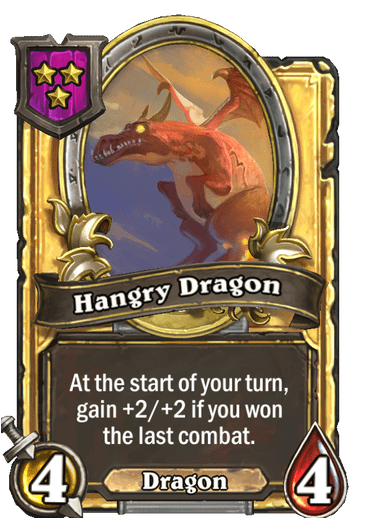 Hangry Dragon
At the start of your turn,
gain +2/+2 if you won
the last combat.
4
Dragon
4